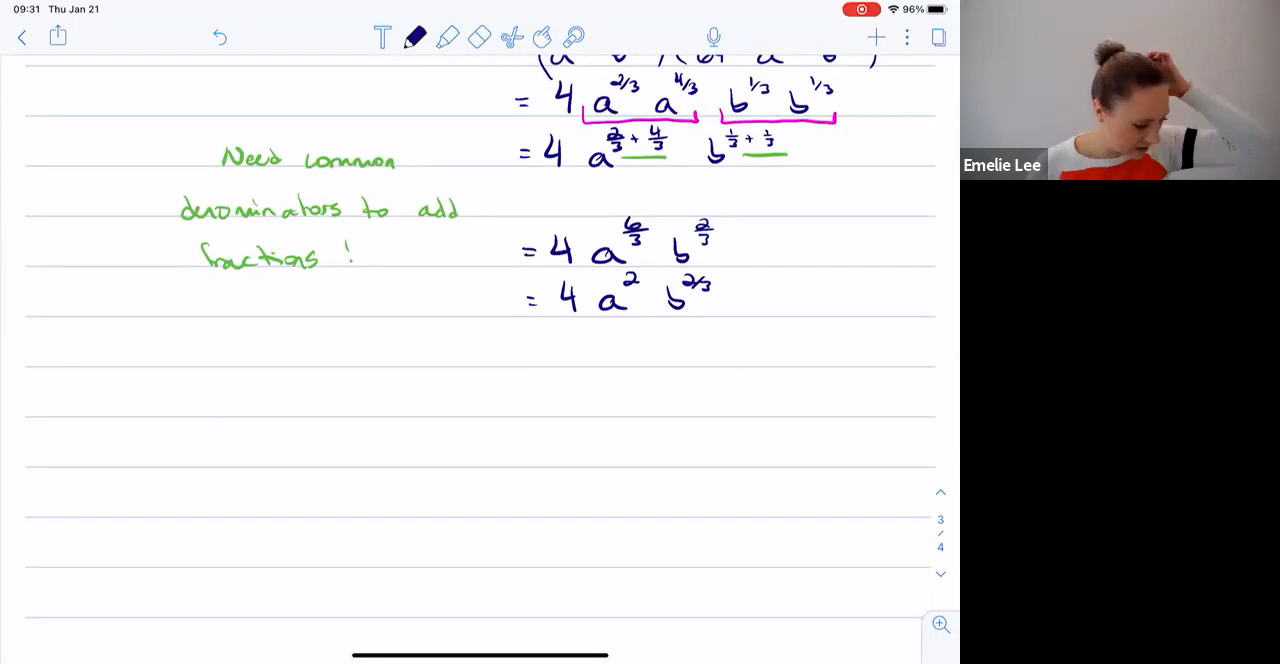 09:31 Thu Jan 21
96%
= 4 a^{2/3} a^{4/3} b^{1/3} b^{1/3}
= 4 a^{2/3 + 4/3} b^{1/3 + 1/3}
Need common
denominators to add
fractions !
= 4 a^{6/3} b^{2/3}
= 4 a^2 b^{2/3}
3
/
4
Emelie Lee